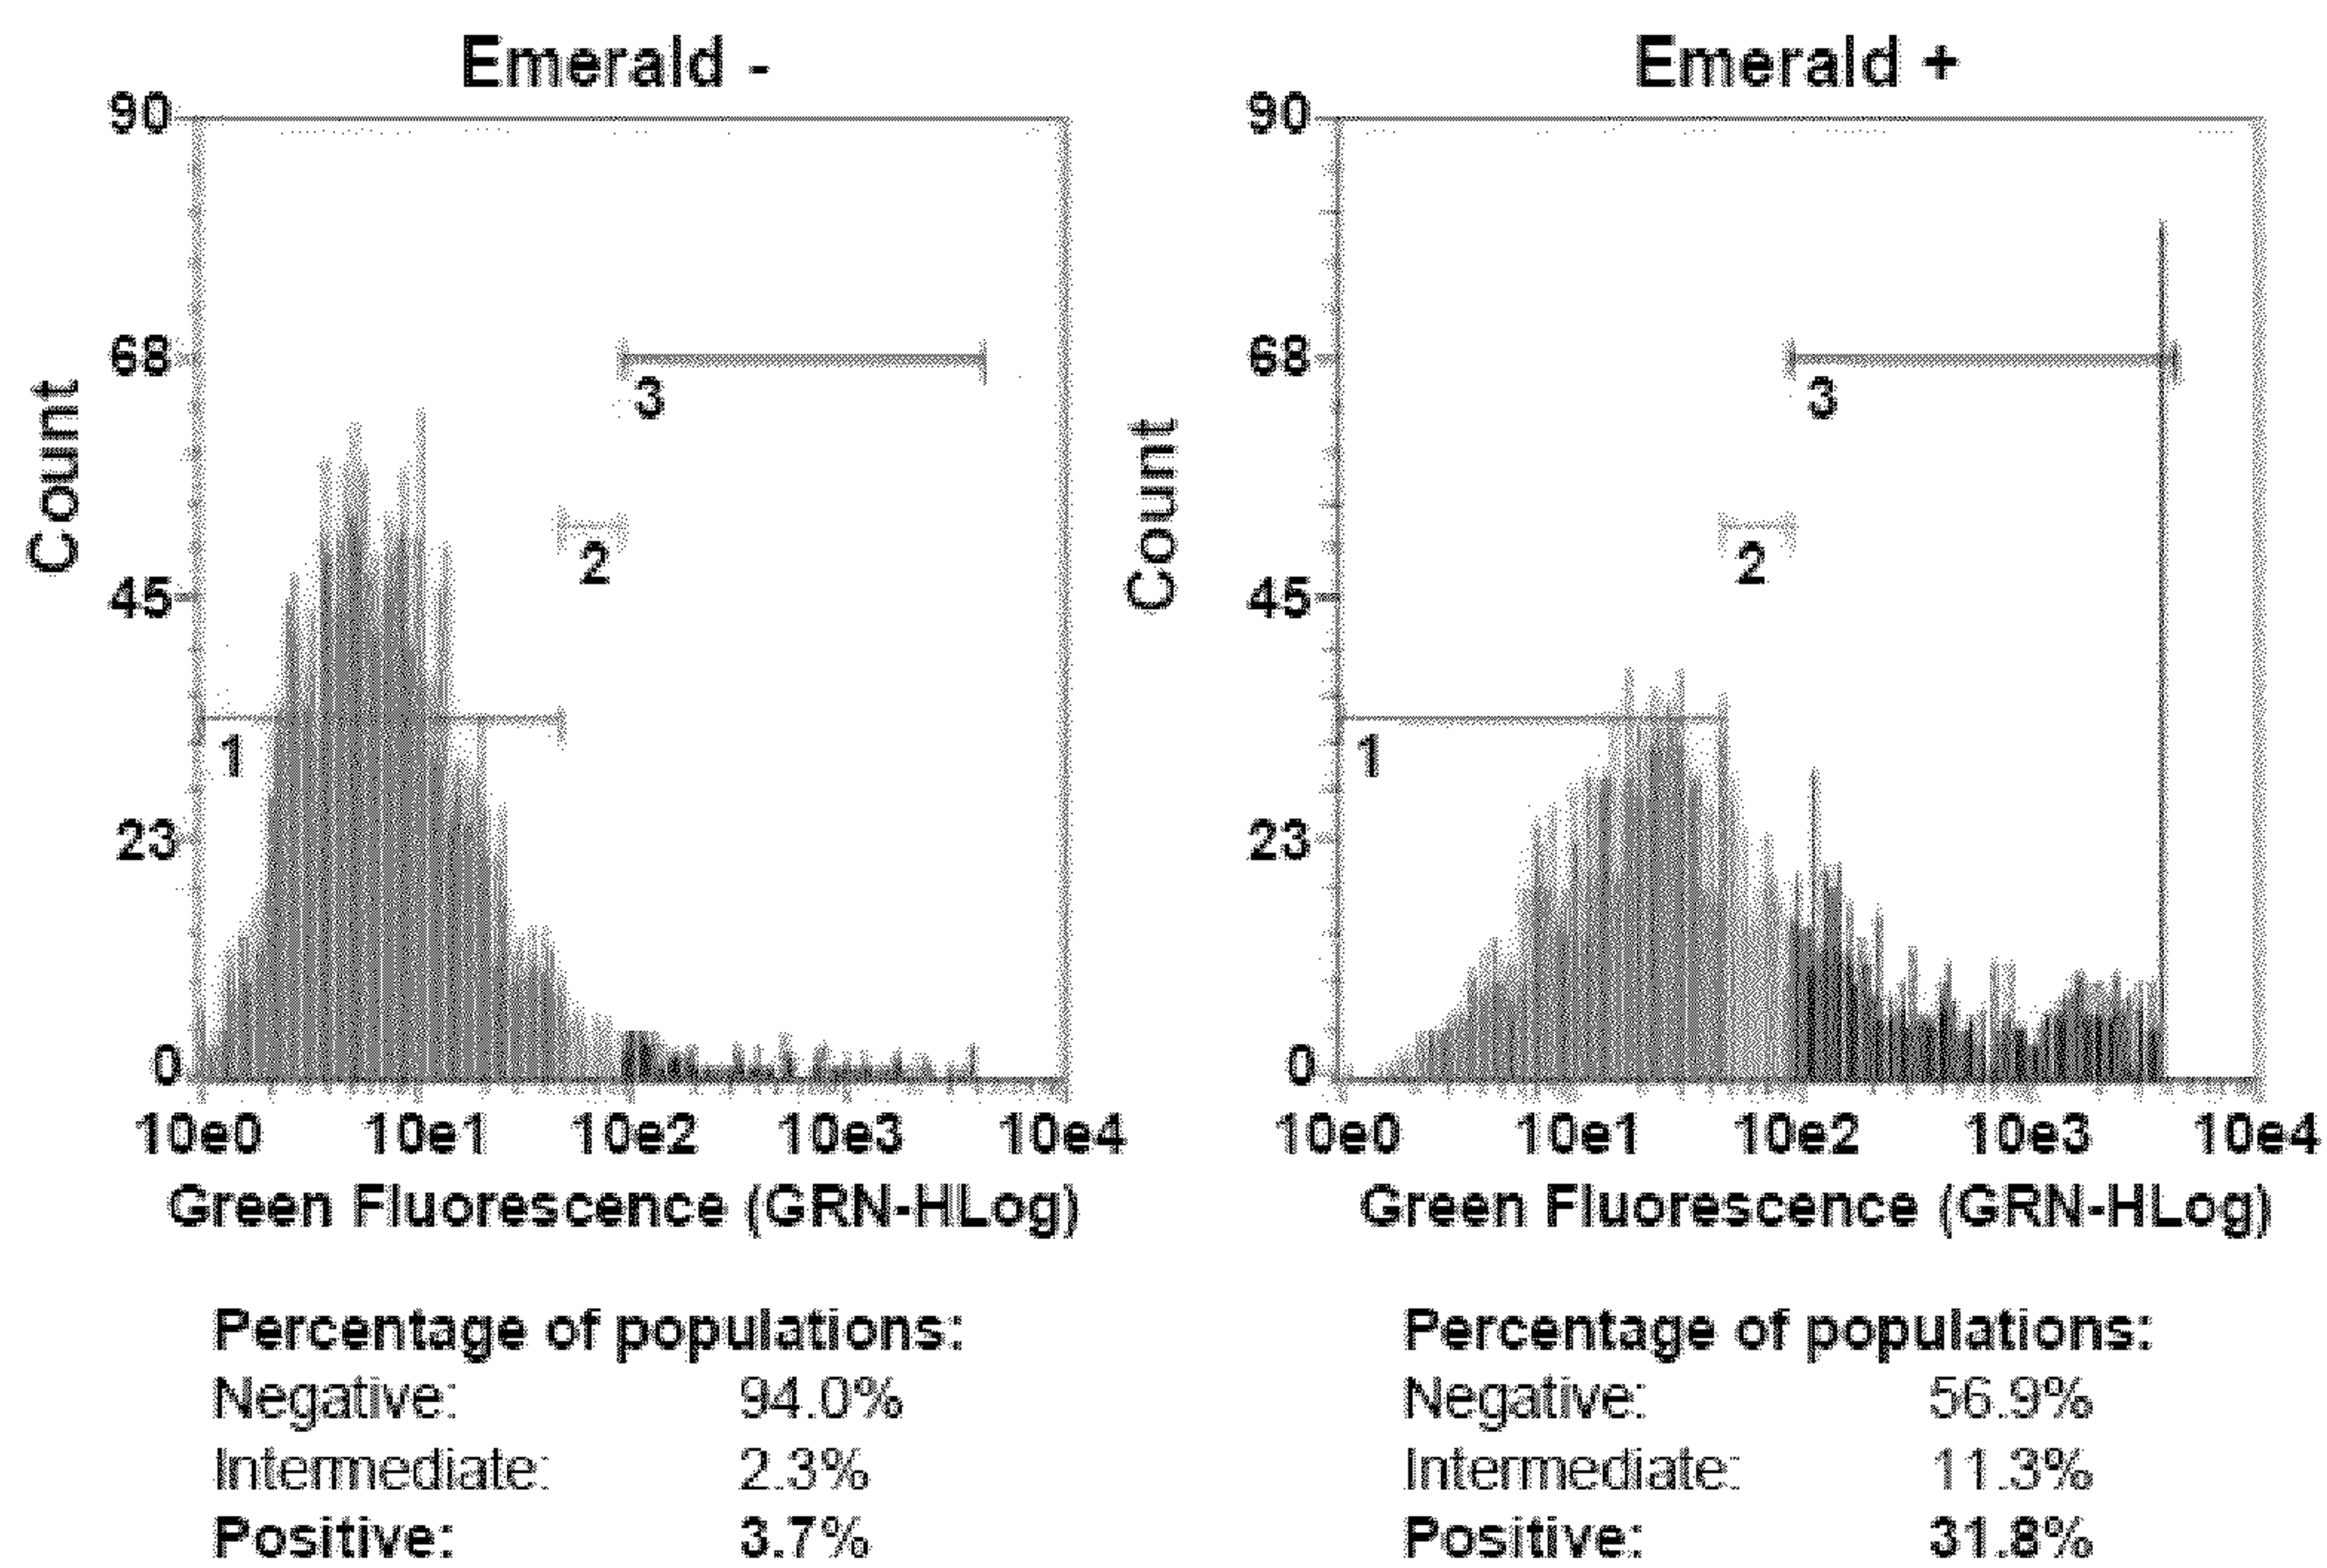 Emerald -
90
68
45
23
0
Count
3
2
1
10e0 10e1 10e2 10e3 10e4
Green Fluorescence (GRN-HLog)
Percentage of populations:
Negative: 94.0%
Intermediate: 2.3%
Positive: 3.7%
Emerald +
90
68
45
23
0
Count
3
2
1
10e0 10e1 10e2 10e3 10e4
Green Fluorescence (GRN-HLog)
Percentage of populations:
Negative: 56.9%
Intermediate: 11.3%
Positive: 31.8%